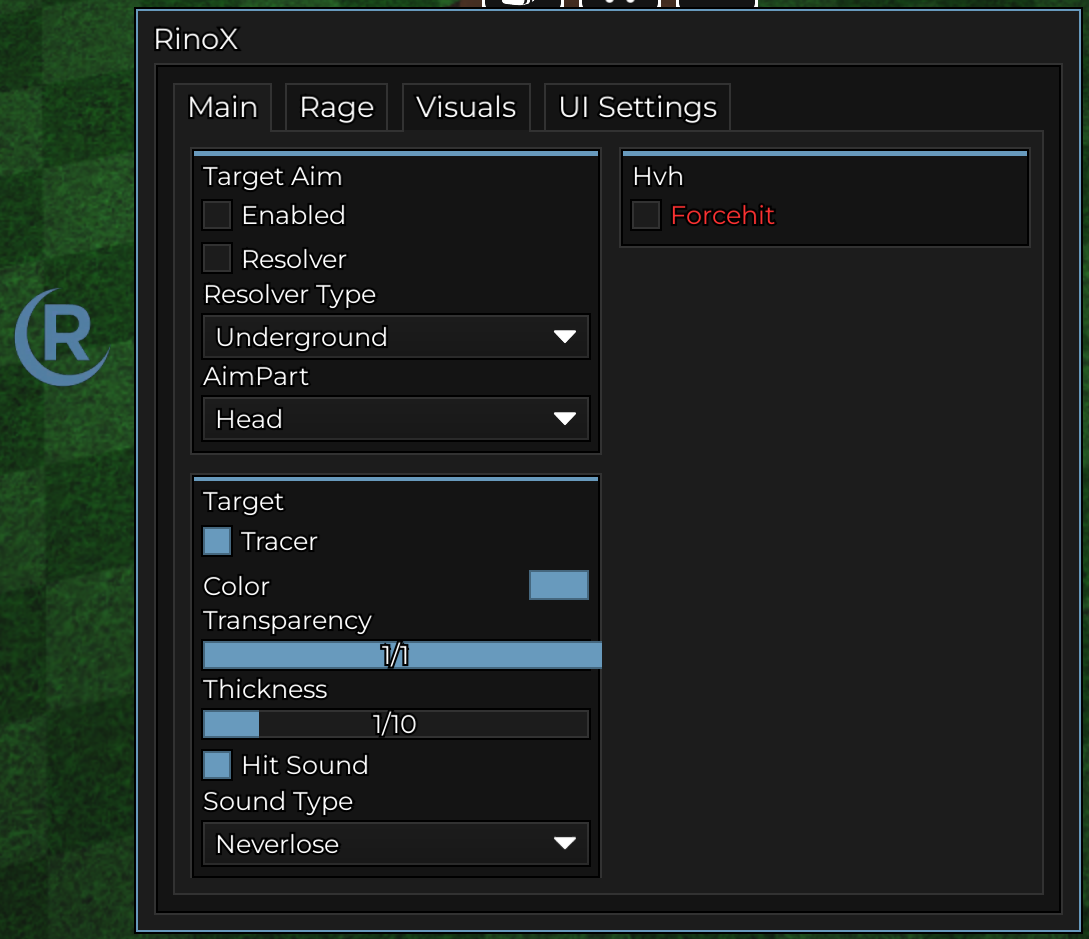 RinoX
Main Rage Visuals UI Settings
Target Aim
Enabled
Resolver
Resolver Type
Underground
AimPart
Head
Hvh
Forcehit
R
Target
Tracer
Color
Transparency
1/1
Thickness
1/10
Hit Sound
Sound Type
Neverlose